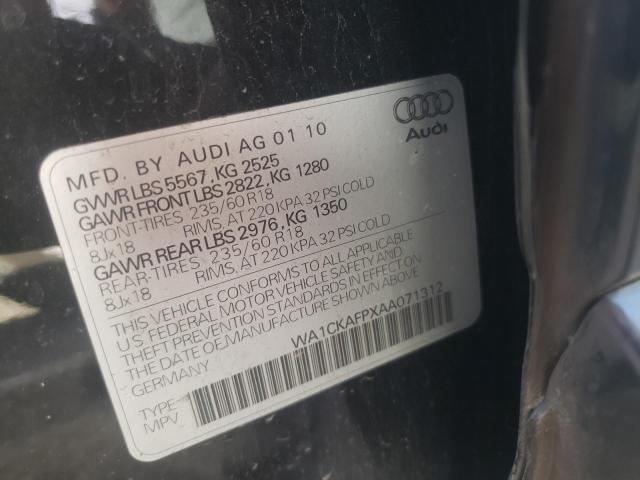 Audi
MFD. BY AUDI AG 01 10
GVWR LBS 5567, KG 2525
GAWR FRONT LBS 2822, KG 1280
FRONT-TIRES 235/60 R18
8Jx18 RIMS, AT 220 KPA 32 PSI COLD
GAWR REAR LBS 2976, KG 1350
REAR-TIRES 235/60 R18
8Jx18 RIMS, AT 220 KPA 32 PSI COLD
THIS VEHICLE CONFORMS TO ALL APPLICABLE
US FEDERAL MOTOR VEHICLE SAFETY AND
THEFT PREVENTION STANDARDS IN EFFECT ON
THE DATE OF MANUFACTURE SHOWN ABOVE
GERMANY
WA1CKAFPXAA071312
TYPE
MPV